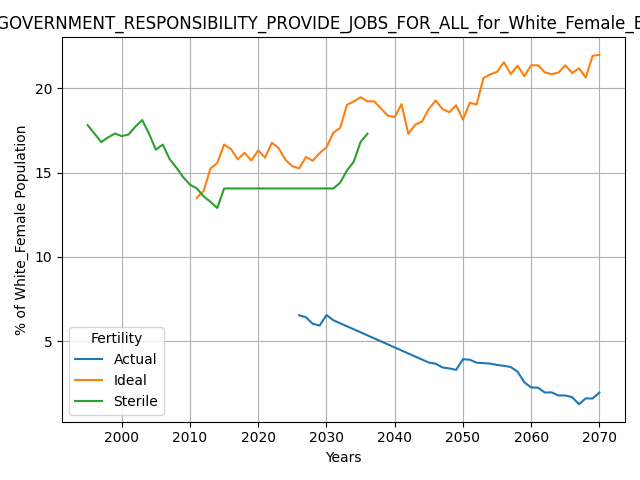 GOVERNMENT_RESPONSIBILITY_PROVIDE_JOBS_FOR_ALL_for_White_Female_E
% of White_Female Population
20
15
10
5
Fertility
Actual
Ideal
Sterile
2000 2010 2020 2030 2040 2050 2060 2070
Years